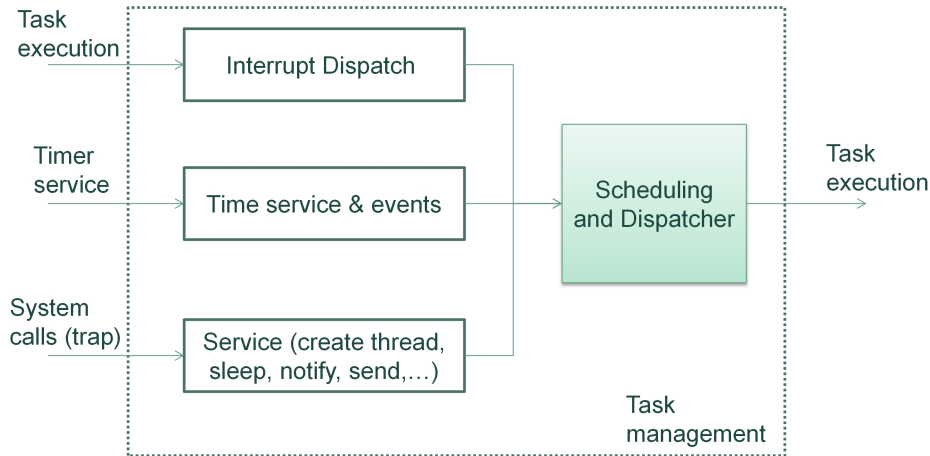 Task
execution
Interrupt Dispatch
Timer
service
Time service & events
System
calls (trap)
Service (create thread,
sleep, notify, send,…)
Scheduling
and Dispatcher
Task
execution
Task
management